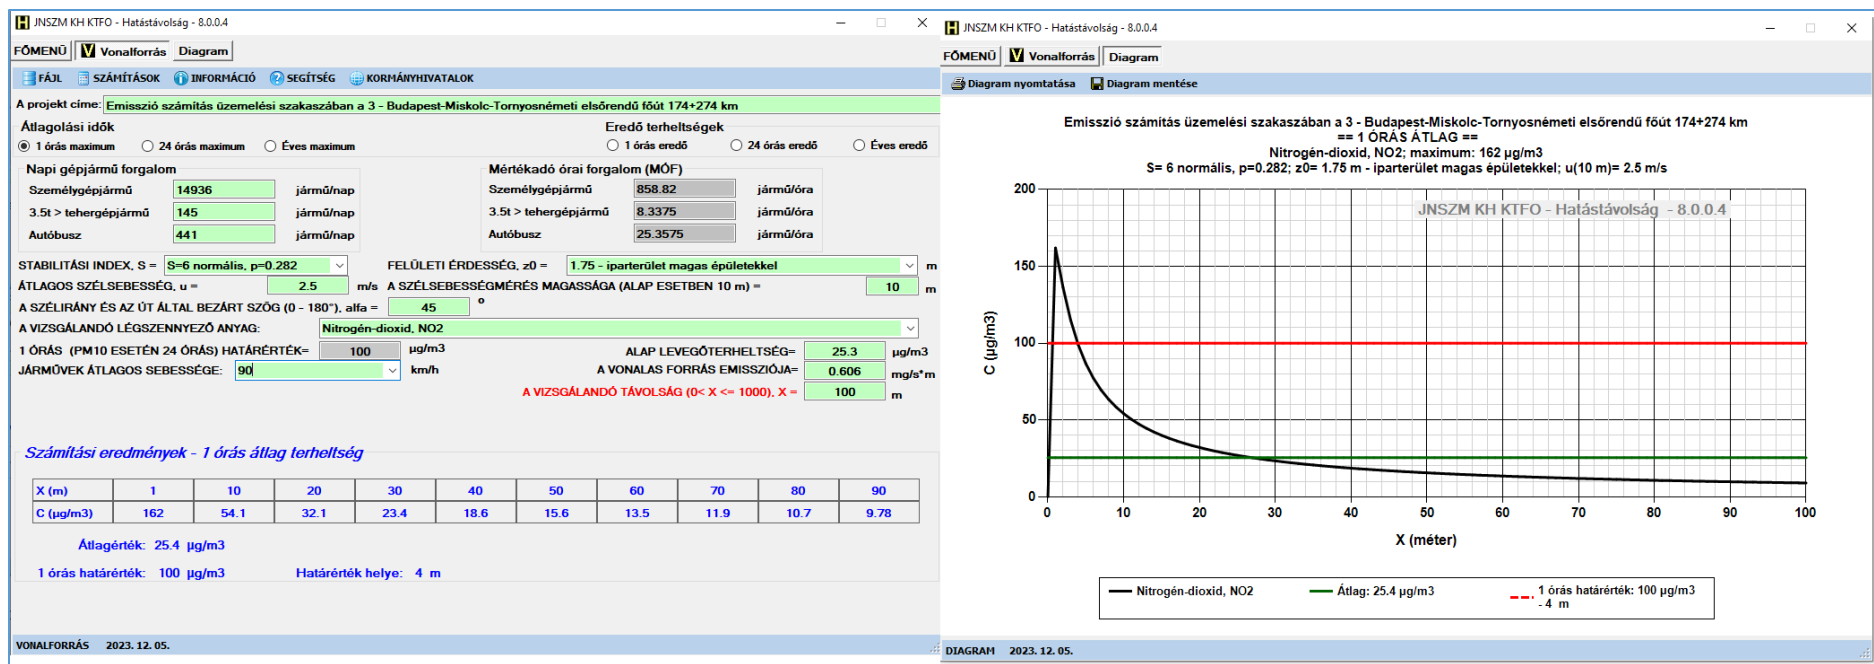 JNSZM KH KTFO - Hatástávolság - 8.0.0.4
FŐMENŰ Vonalforrás Diagram
FÁJL SZÁMÍTÁSOK INFORMÁCIÓ SEGÍTSÉG KORMÁNYHIVATALOK
A projekt címe: Emisszió számítás üzemelési szakaszában a 3 - Budapest-Miskolc-Tornyosnémeti elsőrendű főút 174+274 km
Átlagolási idők Eredő terheltségek
1 órás maximum 24 órás maximum Éves maximum 1 órás eredő 24 órás eredő Éves eredő
Napi gépjármű forgalom Mértékadó órai forgalom (MÓF)
Személygépjármű 14936 jármű/nap Személygépjármű 858.82 jármű/óra
3.5t > tehergépjármű 145 jármű/nap 3.5t > tehergépjármű 8.3375 jármű/óra
Autóbusz 441 jármű/nap Autóbusz 25.3575 jármű/óra
STABILITÁSI INDEX, S = S=6 normális, p=0.282 FELÜLETI ÉRDESSÉG, z0 = 1.75 - iparterület magas épületekkel m
ÁTLAGOS SZÉLSEBESSÉG, u = 2.5 m/s A SZÉLSEBESSÉGMÉRÉS MAGASSÁGA (ALAP ESETBEN 10 m) = 10 m
A SZÉLIRÁNY ÉS AZ ÚT ÁLTAL BEZÁRT SZÖG (0 - 180°), alfa = 45 o
A VIZSGÁLANDÓ LÉGSZENNYEZŐ ANYAG: Nitrogén-dioxid, NO2
1 ÓRÁS (PM10 ESETÉN 24 ÓRÁS) HATÁRÉRTÉK= 100 µg/m3 ALAP LEVEGŐTERHELTSÉG= 25.3 µg/m3
JÁRMŰVEK ÁTLAGOS SEBESSÉGE: 90 km/h A VONALAS FORRÁS EMISSZIÓJA= 0.606 mg/s*m
A VIZSGÁLANDÓ TÁVOLSÁG (0< X <= 1000), X = 100 m
Számítási eredmények - 1 órás átlag terheltség
X (m) 1 10 20 30 40 50 60 70 80 90
C (µg/m3) 162 54.1 32.1 23.4 18.6 15.6 13.5 11.9 10.7 9.78
Átlagérték: 25.4 µg/m3
1 órás határérték: 100 µg/m3 Határérték helye: 4 m
VONALFORRÁS 2023. 12. 05.
JNSZM KH KTFO - Hatástávolság - 8.0.0.4
FŐMENŰ Vonalforrás Diagram
Diagram nyomtatása Diagram mentése
Emisszió számítás üzemelési szakaszában a 3 - Budapest-Miskolc-Tornyosnémeti elsőrendű főút 174+274 km
== 1 ÓRÁS ÁTLAG ==
Nitrogén-dioxid, NO2; maximum: 162 µg/m3
S= 6 normális, p=0.282; z0= 1.75 m - iparterület magas épületekkel; u(10 m)= 2.5 m/s
JNSZM KH KTFO - Hatástávolság - 8.0.0.4
C (µg/m3)
200
150
100
50
0
0 10 20 30 40 50 60 70 80 90 100
X (méter)
Nitrogén-dioxid, NO2 Átlag: 25.4 µg/m3 1 órás határérték: 100 µg/m3
- 4 m
DIAGRAM 2023. 12. 05.